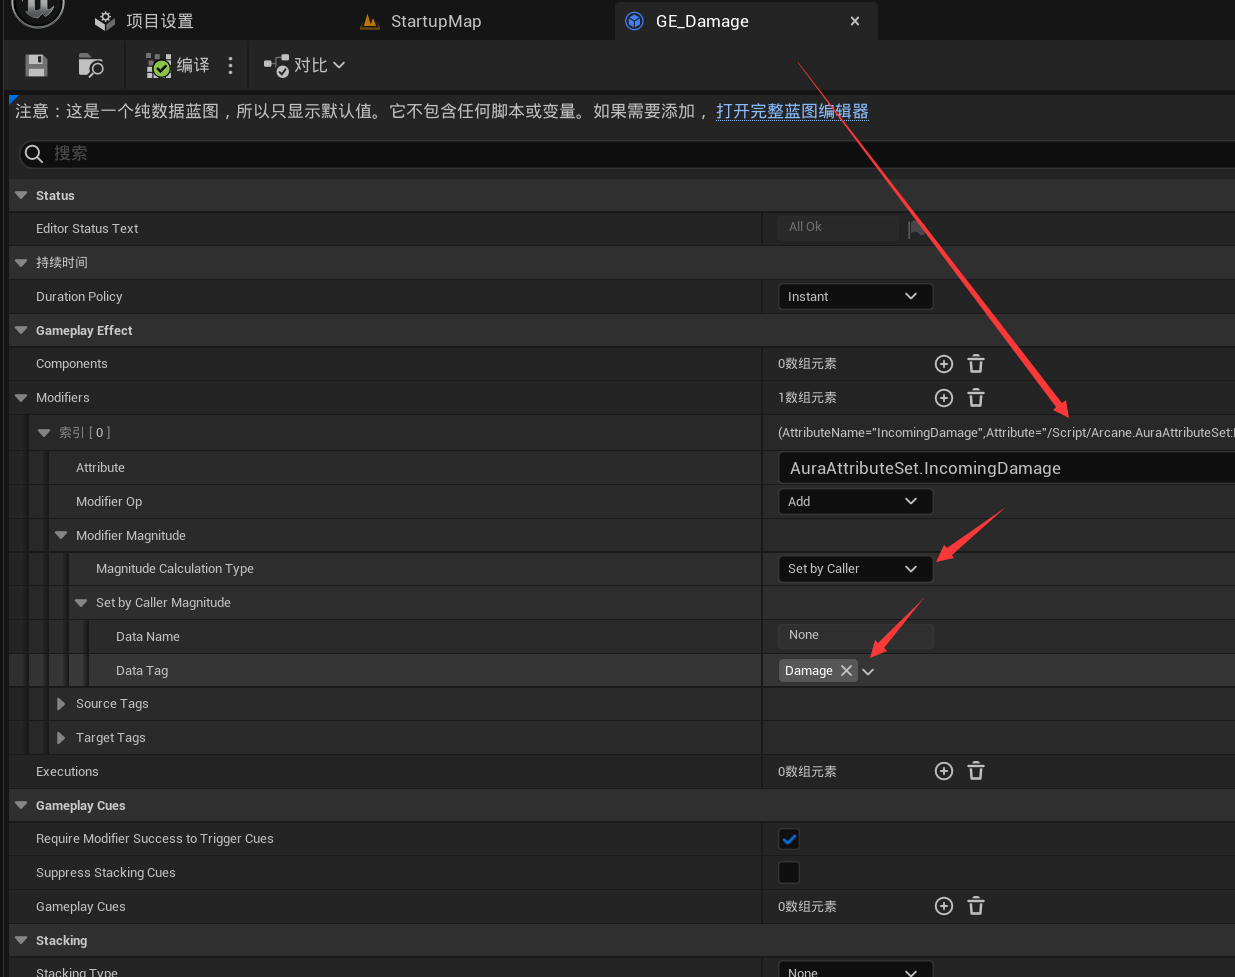 项目设置
StartupMap
GE_Damage
编译
对比
注意：这是一个纯数据蓝图，所以只显示默认值。它不包含任何脚本或变量。如果需要添加，打开完整蓝图编辑器
搜索
Status
Editor Status Text All Ok
持续时间
Duration Policy Instant
Gameplay Effect
Components 0数组元素
Modifiers 1数组元素
索引 [ 0 ] (AttributeName="IncomingDamage",Attribute="/Script/Arcane.AuraAttributeSet:
Attribute AuraAttributeSet.IncomingDamage
Modifier Op Add
Modifier Magnitude
Magnitude Calculation Type Set by Caller
Set by Caller Magnitude
Data Name None
Data Tag Damage
Source Tags
Target Tags
Executions 0数组元素
Gameplay Cues
Require Modifier Success to Trigger Cues
Suppress Stacking Cues
Gameplay Cues 0数组元素
Stacking
Stacking Type None